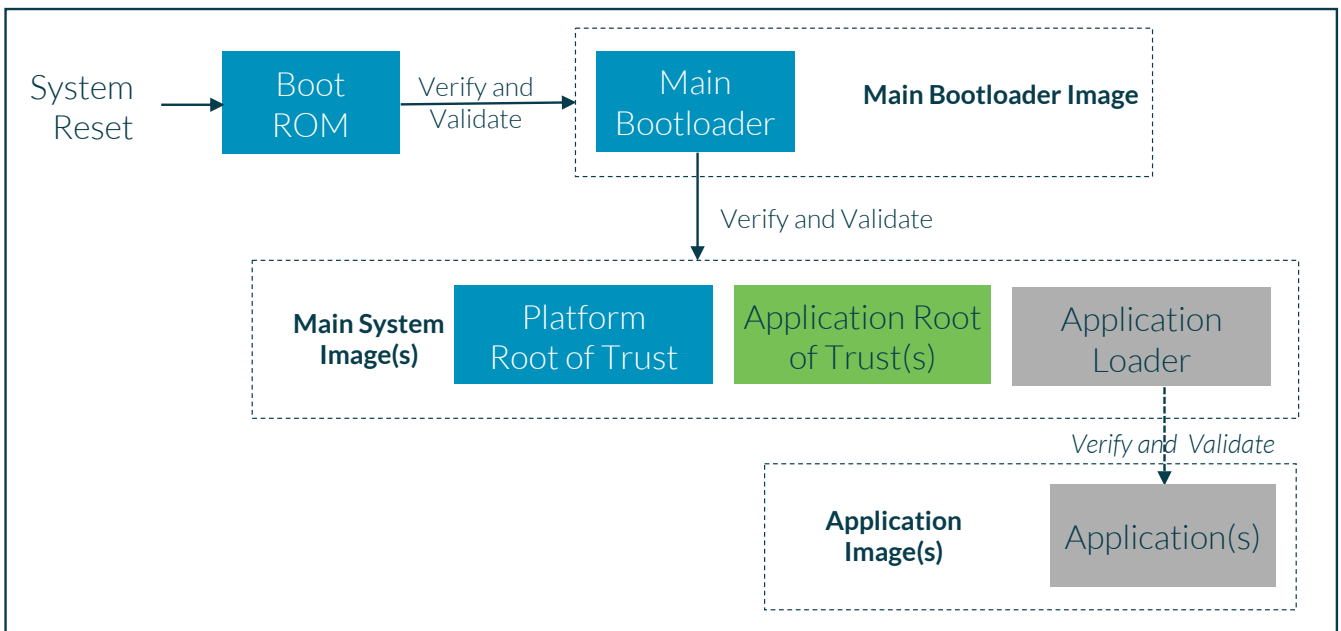 System
Reset
Boot
ROM
Verify and
Validate
Main
Bootloader
Main Bootloader Image
Verify and Validate
Main System
Image(s)
Platform
Root of Trust
Application Root
of Trust(s)
Application
Loader
Verify and Validate
Application
Image(s)
Application(s)